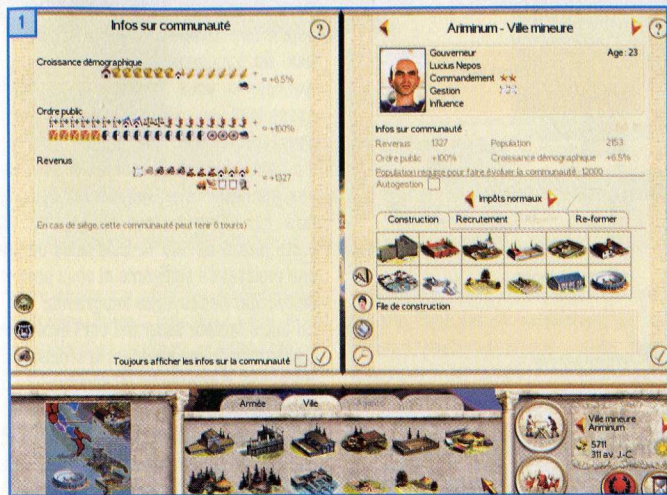 1
Infos sur communauté
?
Croissance démographique
+
- = +6.5%
Ordre public
+
- = +100%
Revenus
+
- = +1327
En cas de siège, cette communauté peut tenir 6 tour(s)
Toujours afficher les infos sur la communauté
Ariminum - Ville mineure
?
Gouverneur Age : 23
Lucius Nepos
Commandement
Gestion
Influence
Infos sur communauté
Revenus 1327 Population 2153
Ordre public +100% Croissance démographique +6.5%
Population requise pour faire évoluer la communauté : 12000
Autogestion
Impôts normaux
Construction Recrutement Re-former
File de construction
Armée Ville Agents
Ville mineure
Ariminum
5711
311 av. J.-C.